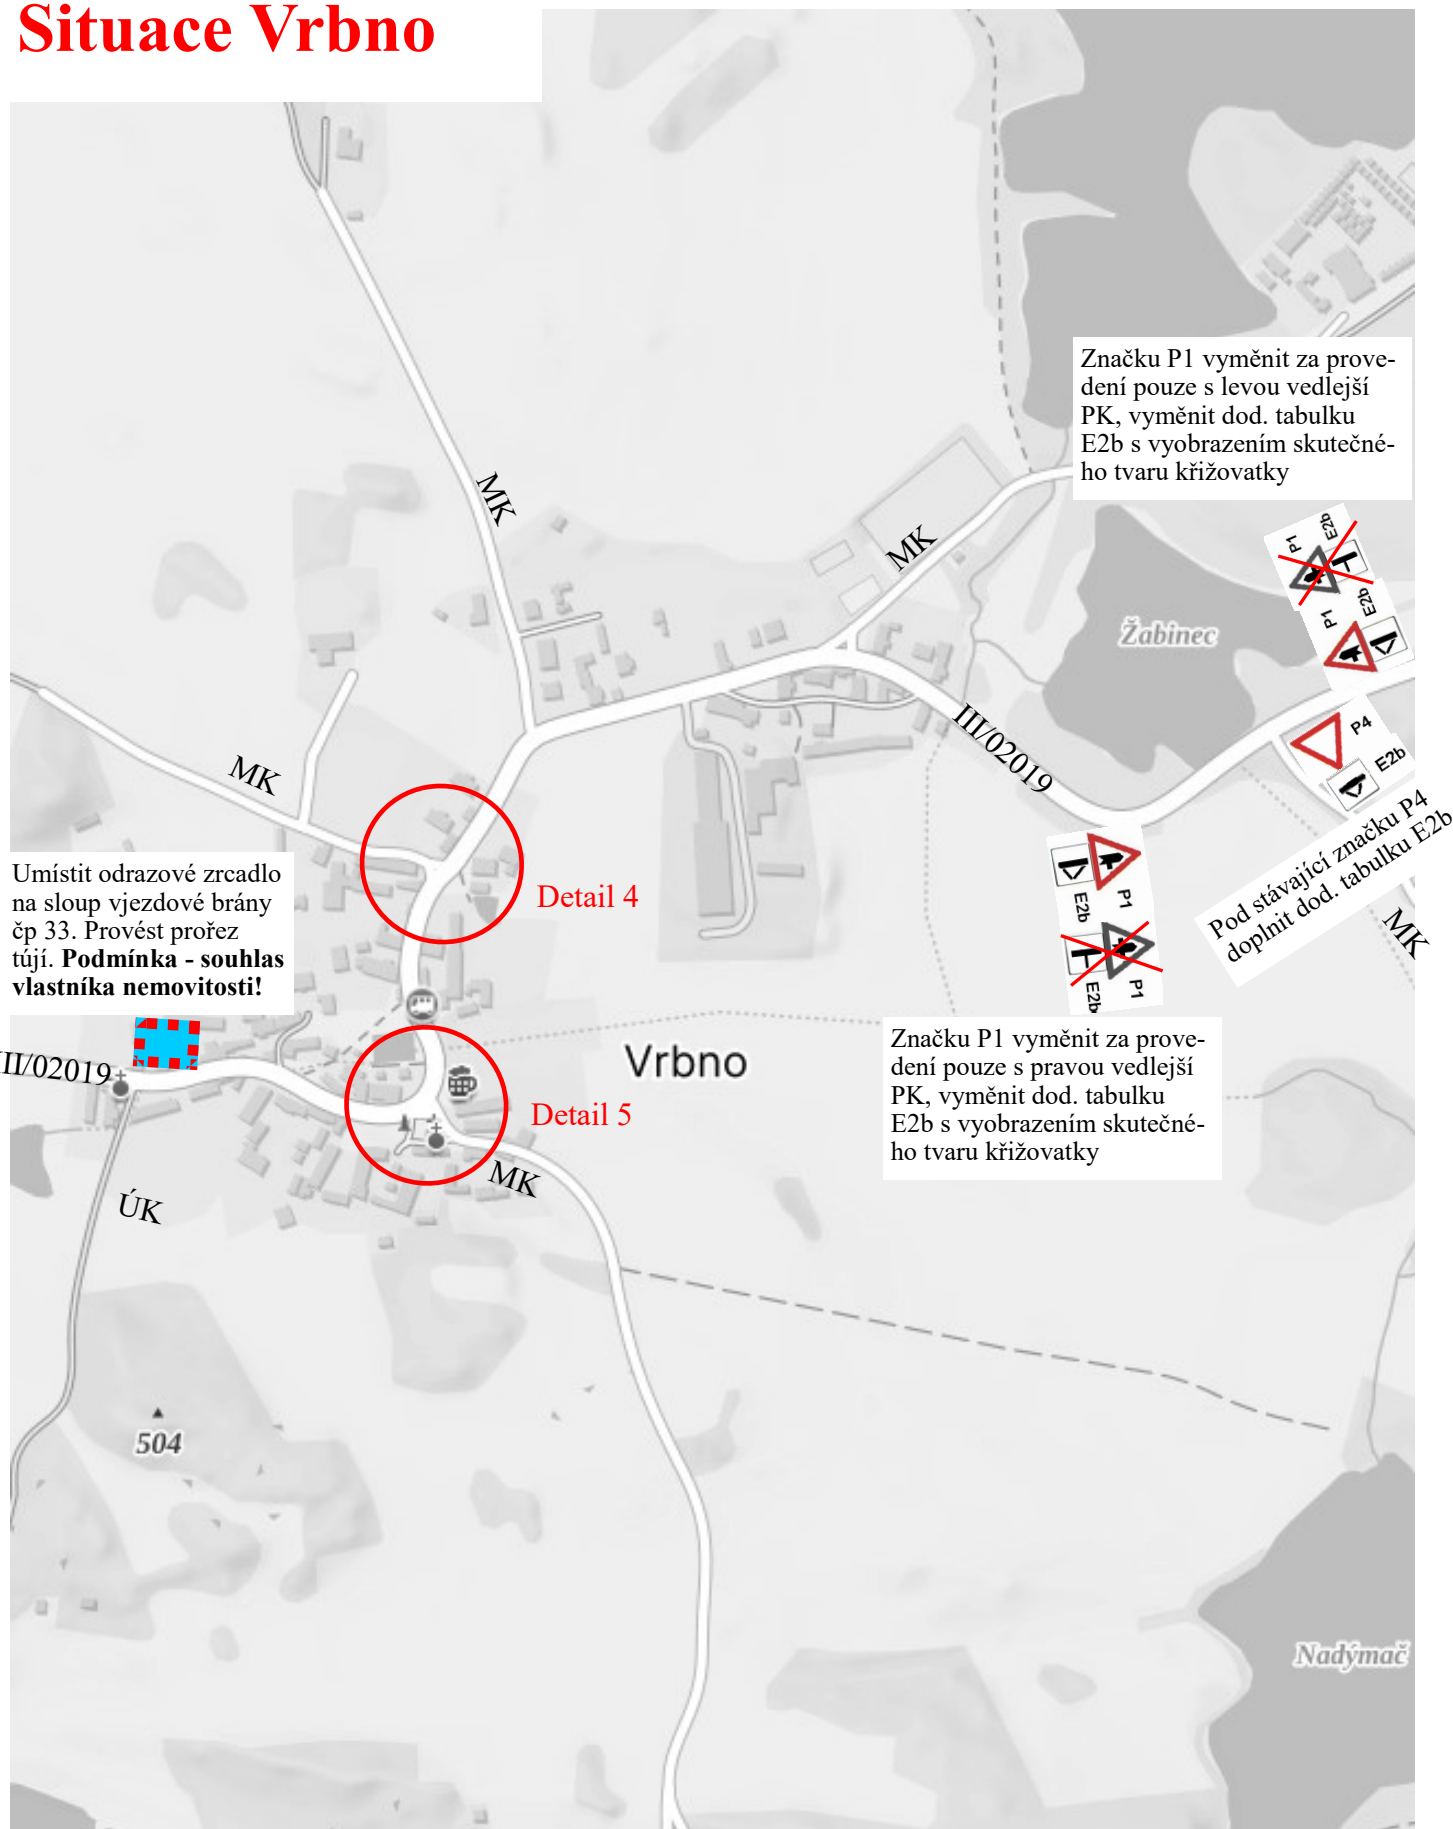 Situace Vrbno
Značku P1 vyměnit za prove-
dení pouze s levou vedlejší
PK, vyměnit dod. tabulku
E2b s vyobrazením skutečné-
ho tvaru křižovatky
MK
MK
P1
E2b
P1
E2b
Žabinec
III/02019
P4
E2b
MK
Pod stávající značku P4
doplnit dod. tabulku E2b
MK
Umístit odrazové zrcadlo
na sloup vjezdové brány
čp 33. Provést prořez
tújí. Podmínka - souhlas
vlastníka nemovitosti!
Detail 4
E2b
P1
E2b
P1
III/02019
Vrbno
Značku P1 vyměnit za prove-
dení pouze s pravou vedlejší
PK, vyměnit dod. tabulku
E2b s vyobrazením skutečné-
ho tvaru křižovatky
Detail 5
MK
ÚK
504
Nadýmač